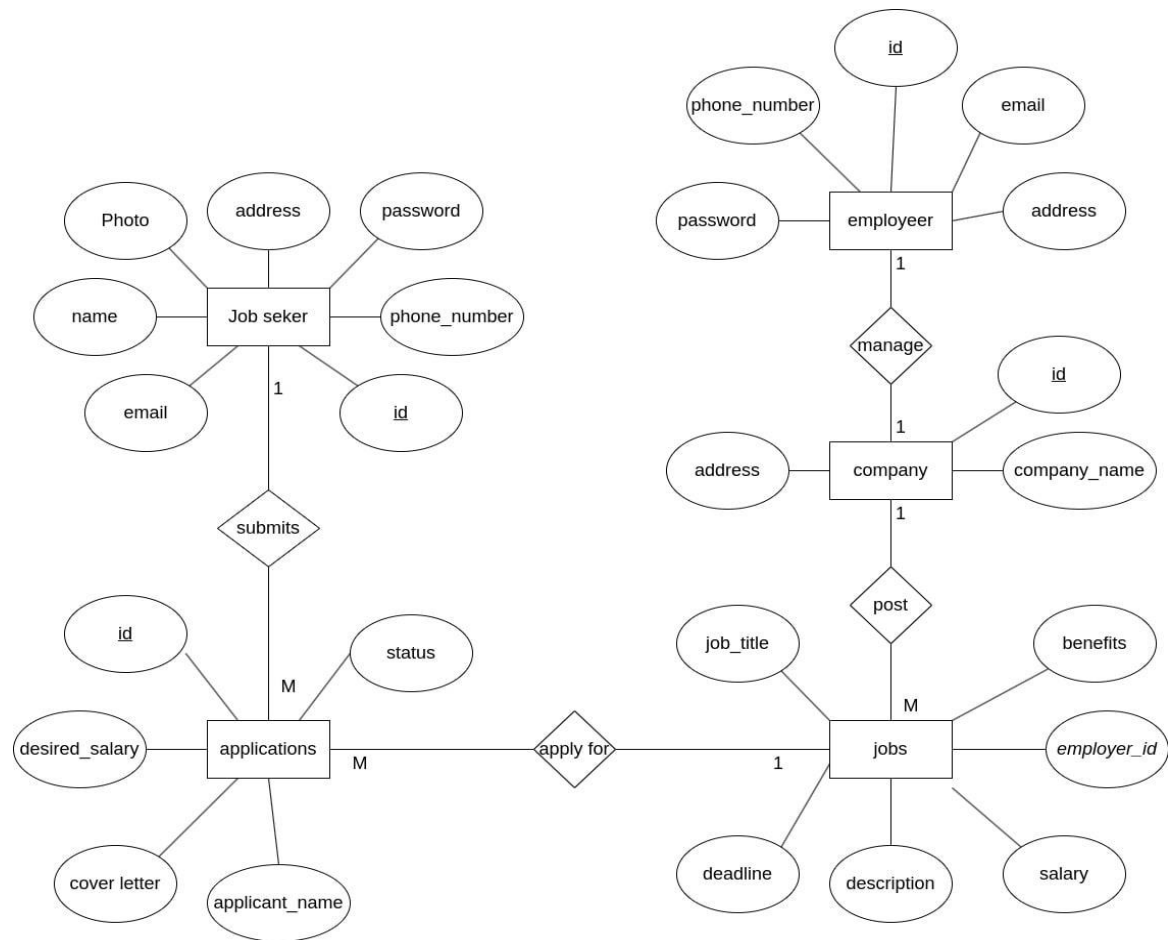 id
phone_number
email
password
employeer
address
1
manage
1
id
address
company
company_name
1
post
job_title
benefits
M
jobs
employer_id
deadline
description
salary
Photo
address
password
name
Job seker
phone_number
email
1
id
submits
id
status
M
desired_salary
applications
M
apply for
1
cover letter
applicant_name